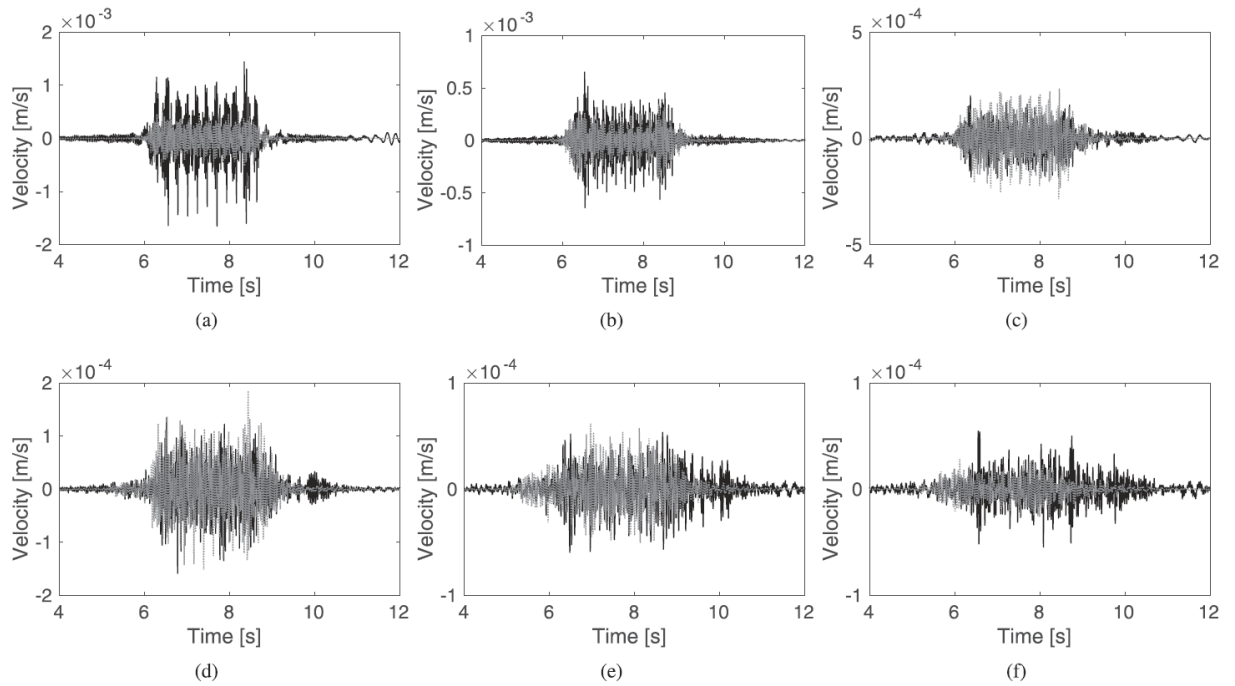 ×10⁻³
2
1
0
-1
-2
Velocity [m/s]
4 6 8 10 12
Time [s]
(a)
×10⁻³
1
0.5
0
-0.5
-1
Velocity [m/s]
4 6 8 10 12
Time [s]
(b)
×10⁻⁴
5
0
-5
Velocity [m/s]
4 6 8 10 12
Time [s]
(c)
×10⁻⁴
2
1
0
-1
-2
Velocity [m/s]
4 6 8 10 12
Time [s]
(d)
×10⁻⁴
1
0
-1
Velocity [m/s]
4 6 8 10 12
Time [s]
(e)
×10⁻⁴
1
0
-1
Velocity [m/s]
4 6 8 10 12
Time [s]
(f)